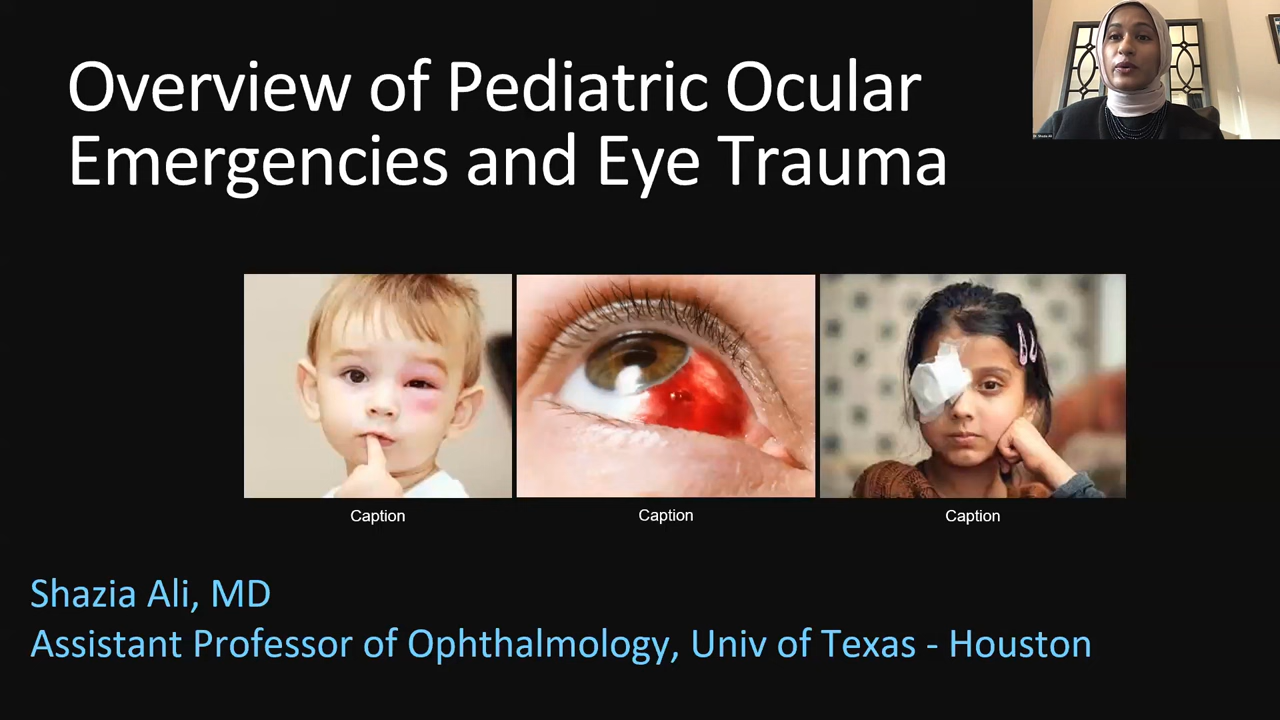 Overview of Pediatric Ocular
Emergencies and Eye Trauma
Caption
Caption
Caption
Shazia Ali, MD
Assistant Professor of Ophthalmology, Univ of Texas - Houston